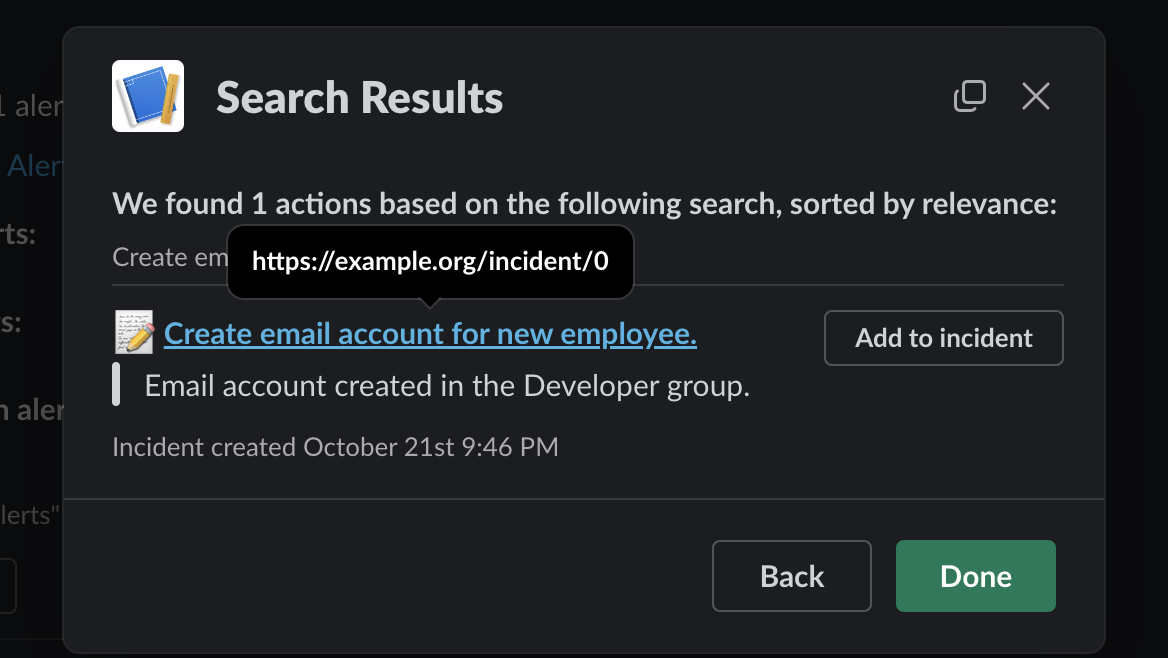 Search Results
1 aler
Aler
We found 1 actions based on the following search, sorted by relevance:
rts:
Create em
https://example.org/incident/0
s:
Create email account for new employee.
Add to incident
Email account created in the Developer group.
n aler
Incident created October 21st 9:46 PM
lerts"
Back
Done